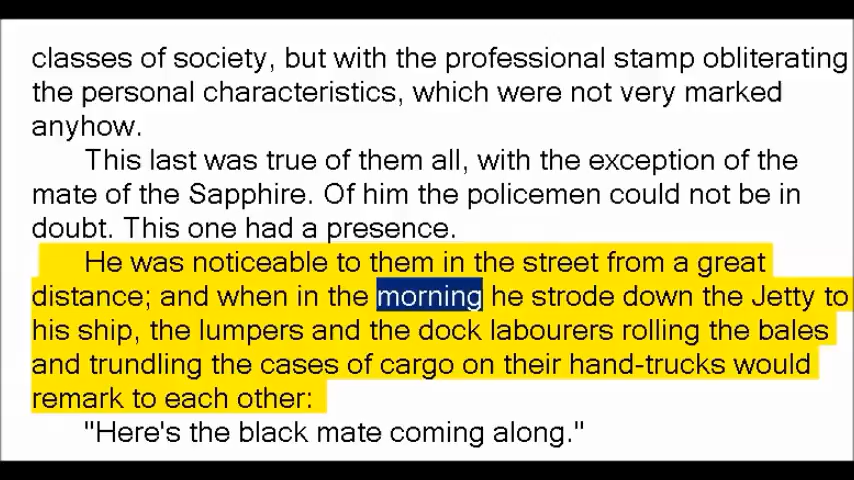 classes of society, but with the professional stamp obliterating
the personal characteristics, which were not very marked
anyhow.
This last was true of them all, with the exception of the
mate of the Sapphire. Of him the policemen could not be in
doubt. This one had a presence.
He was noticeable to them in the street from a great
distance; and when in the morning he strode down the Jetty to
his ship, the lumpers and the dock labourers rolling the bales
and trundling the cases of cargo on their hand-trucks would
remark to each other:
"Here's the black mate coming along."